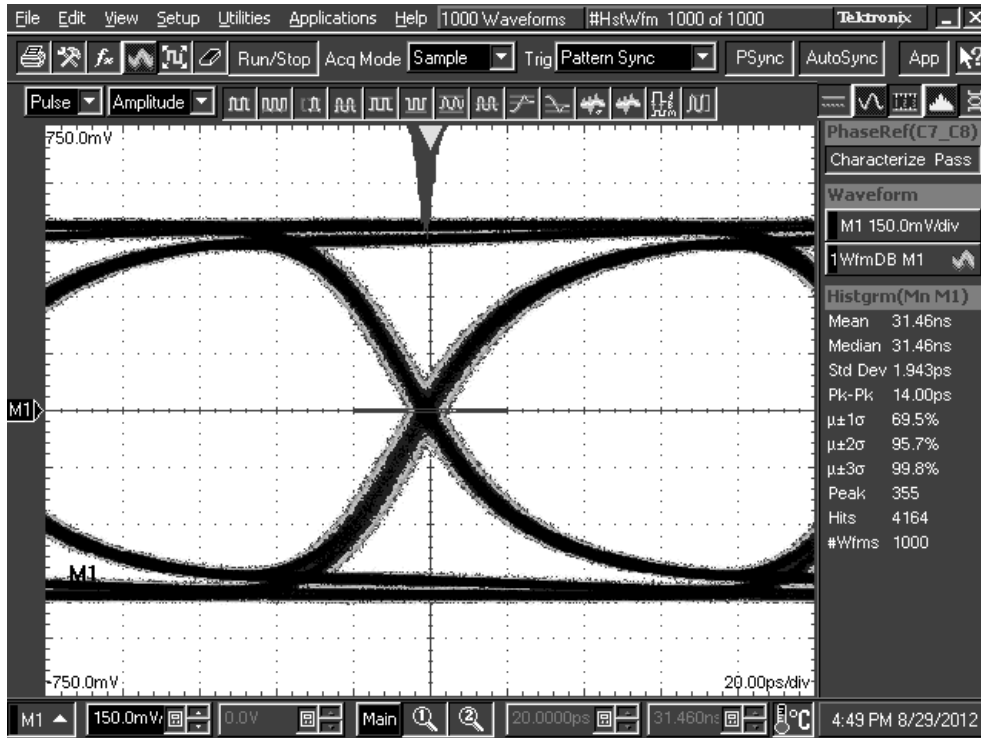 File Edit View Setup Utilities Applications Help 1000 Waveforms #HstWfm 1000 of 1000 Tektronix
Run/Stop Acq Mode Sample Trig Pattern Sync PSync AutoSync App
Pulse Amplitude
750.0mV
PhaseRef(C7_C8)
Characterize Pass
Waveform
M1 150.0mV/div
1WfmDB M1
Histgrm(Mn M1)
Mean 31.46ns
Median 31.46ns
Std Dev 1.943ps
Pk-Pk 14.00ps
µ±1σ 69.5%
µ±2σ 95.7%
µ±3σ 99.8%
Peak 355
Hits 4164
#Wfms 1000
M1
M1
-750.0mV
20.00ps/div
M1 150.0mV/ 0.0V Main 1 2 20.0000ps 31.460ns °C 4:49 PM 8/29/2012